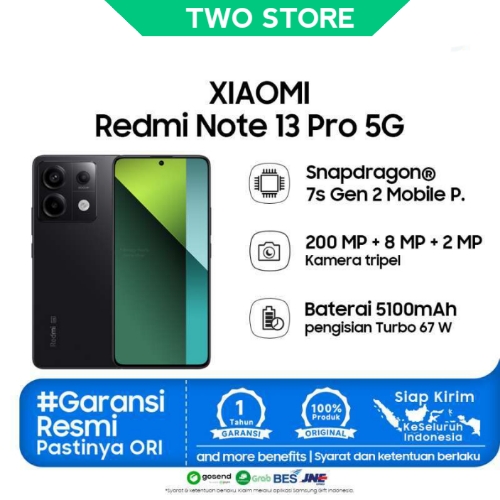 TWO STORE
XIAOMI
Redmi Note 13 Pro 5G
Snapdragon®
7s Gen 2 Mobile P.
200 MP + 8 MP + 2 MP
Kamera tripel
Baterai 5100mAh
pengisian Turbo 67 W
Redmi
#Garansi
Resmi
Pastinya ORI
1
Tahun
GARANSI
100%
Produk
ORIGINAL
Siap Kirim
KeSeluruh
Indonesia
and more benefits | Syarat dan ketentuan berlaku
gosend Grab BES JNE